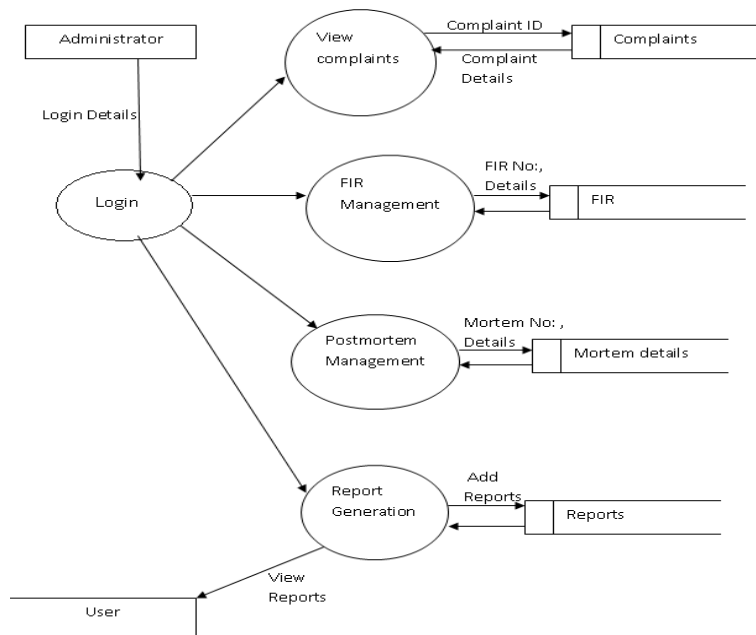 Administrator
View
complaints
Complaint ID
Complaint
Details
Complaints
Login Details
Login
FIR
Management
FIR No:,
Details
FIR
Postmortem
Management
Mortem No: ,
Details
Mortem details
Report
Generation
Add
Reports
Reports
View
Reports
User